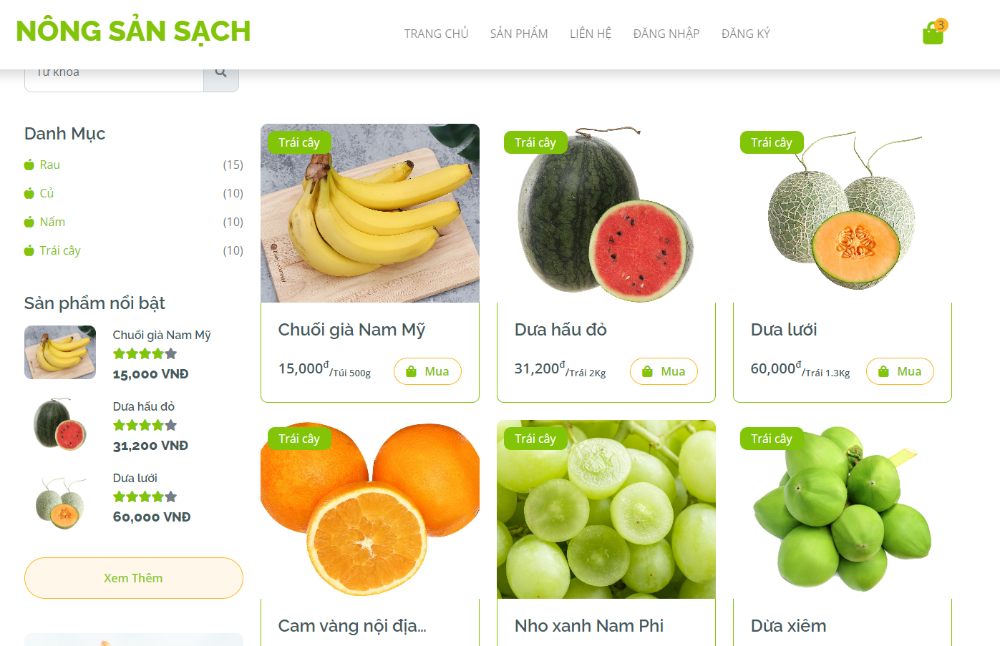 NÔNG SẢN SẠCH
TRANG CHỦ
SẢN PHẨM
LIÊN HỆ
ĐĂNG NHẬP
ĐĂNG KÝ
3
Từ khóa
Danh Mục
Rau (15)
Củ (10)
Nấm (10)
Trái cây (10)
Sản phẩm nổi bật
Chuối già Nam Mỹ
15,000 VNĐ
Dưa hấu đỏ
31,200 VNĐ
Dưa lưới
60,000 VNĐ
Xem Thêm
Trái cây
Chuối già Nam Mỹ
15,000đ/Túi 500g
Mua
Trái cây
Dưa hấu đỏ
31,200đ/Trái 2Kg
Mua
Trái cây
Dưa lưới
60,000đ/Trái 1.3Kg
Mua
Trái cây
Cam vàng nội địa...
Trái cây
Nho xanh Nam Phi
Trái cây
Dừa xiêm